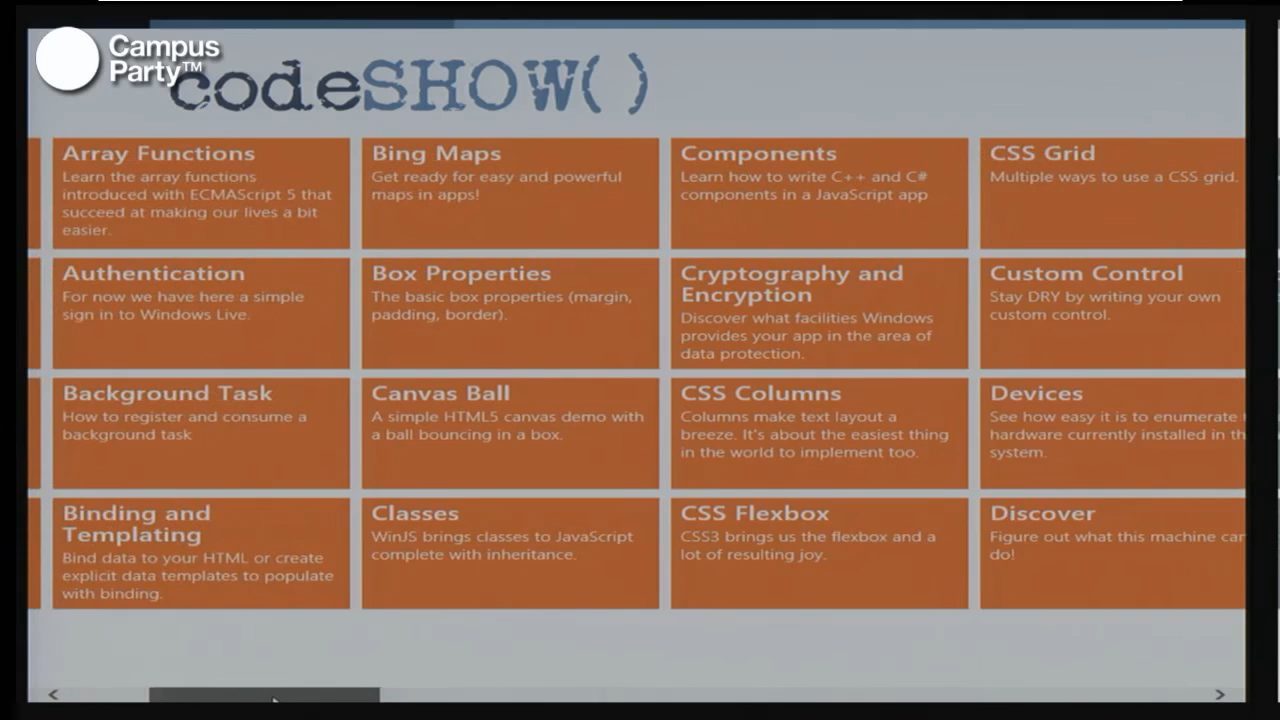 Campus
Party™
codeSHOW()
Array Functions
Learn the array functions
introduced with ECMAScript 5 that
succeed at making our lives a bit
easier.
Authentication
For now we have here a simple
sign in to Windows Live.
Background Task
How to register and consume a
background task
Binding and
Templating
Bind data to your HTML or create
explicit data templates to populate
with binding.
Bing Maps
Get ready for easy and powerful
maps in apps!
Box Properties
The basic box properties (margin,
padding, border).
Canvas Ball
A simple HTML5 canvas demo with
a ball bouncing in a box.
Classes
WinJS brings classes to JavaScript
complete with inheritance.
Components
Learn how to write C++ and C#
components in a JavaScript app
Cryptography and
Encryption
Discover what facilities Windows
provides your app in the area of
data protection.
CSS Columns
Columns make text layout a
breeze. It's about the easiest thing
in the world to implement too.
CSS Flexbox
CSS3 brings us the flexbox and a
lot of resulting joy.
CSS Grid
Multiple ways to use a CSS grid.
Custom Control
Stay DRY by writing your own
custom control.
Devices
See how easy it is to enumerate
hardware currently installed in th
system.
Discover
Figure out what this machine can
do!